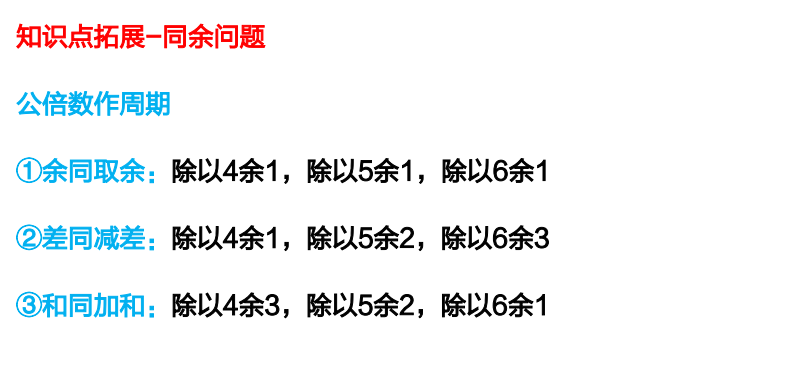 知识点拓展-同余问题
公倍数作周期
①余同取余：除以4余1，除以5余1，除以6余1
②差同减差：除以4余1，除以5余2，除以6余3
③和同加和：除以4余3，除以5余2，除以6余1